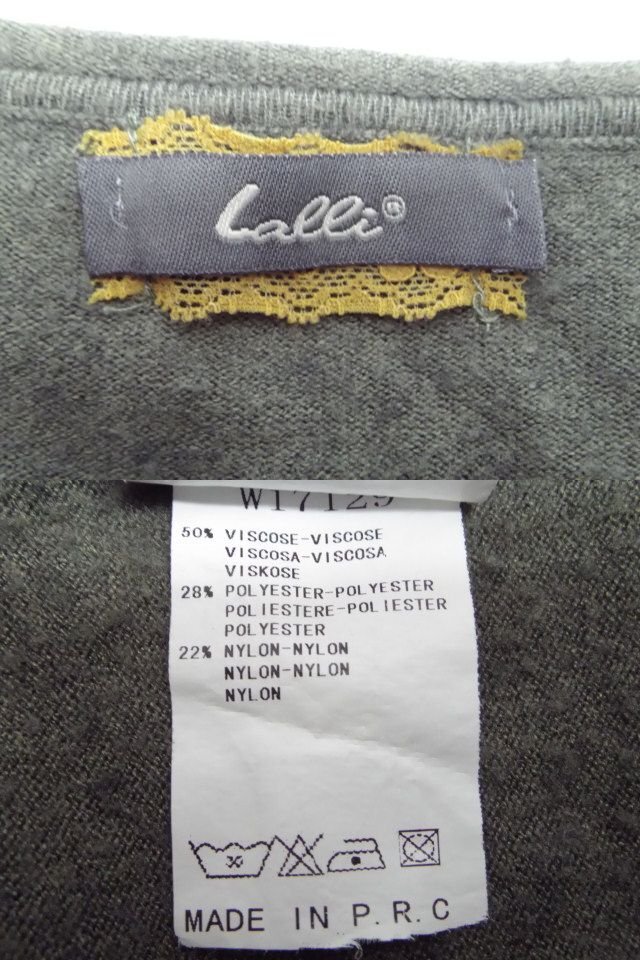 Lalli®
W17129
50% VISCOSE-VISCOSE
VISCOSA-VISCOSA
VISKOSE
28% POLYESTER-POLYESTER
POLIESTERE-POLIESTER
POLYESTER
22% NYLON-NYLON
NYLON-NYLON
NYLON
30
MADE IN P.R.C